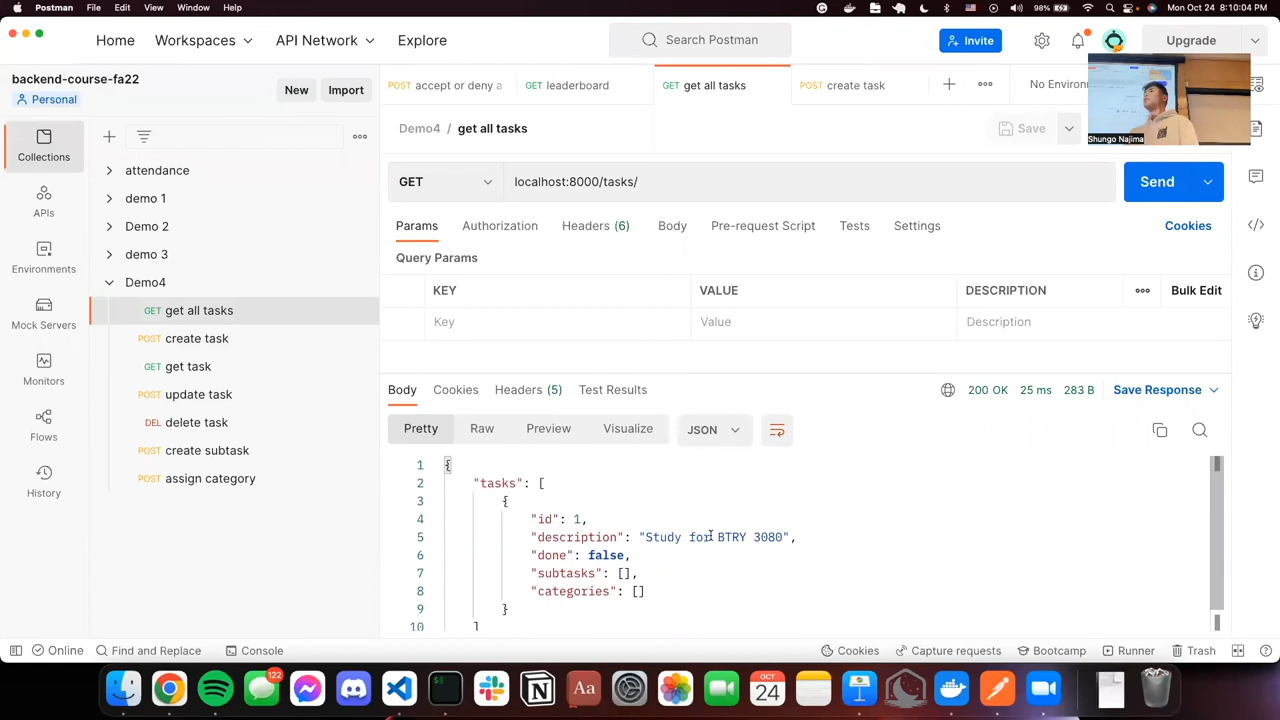 Postman File Edit View Window Help 98% Mon Oct 24 8:10:04 PM
Home Workspaces API Network Explore Search Postman Invite Upgrade
backend-course-fa22
Personal
New Import
POST accept or deny a GET leaderboard GET get all tasks POST create task No Environ
Shungo Najima
Demo4 / get all tasks Save
Collections
APIs
Environments
Mock Servers
Monitors
Flows
History
attendance
demo 1
Demo 2
demo 3
Demo4
GET get all tasks
POST create task
GET get task
POST update task
DEL delete task
POST create subtask
POST assign category
GET localhost:8000/tasks/ Send
Params Authorization Headers (6) Body Pre-request Script Tests Settings Cookies
Query Params
KEY VALUE DESCRIPTION Bulk Edit
Key Value Description
Body Cookies Headers (5) Test Results 200 OK 25 ms 283 B Save Response
Pretty Raw Preview Visualize JSON
1 {
2 "tasks": [
3 {
4 "id": 1,
5 "description": "Study for BTRY 3080",
6 "done": false,
7 "subtasks": [],
8 "categories": []
9 }
10 ]
Online Find and Replace Console Cookies Capture requests Bootcamp Runner Trash
122
OCT
24
Aa